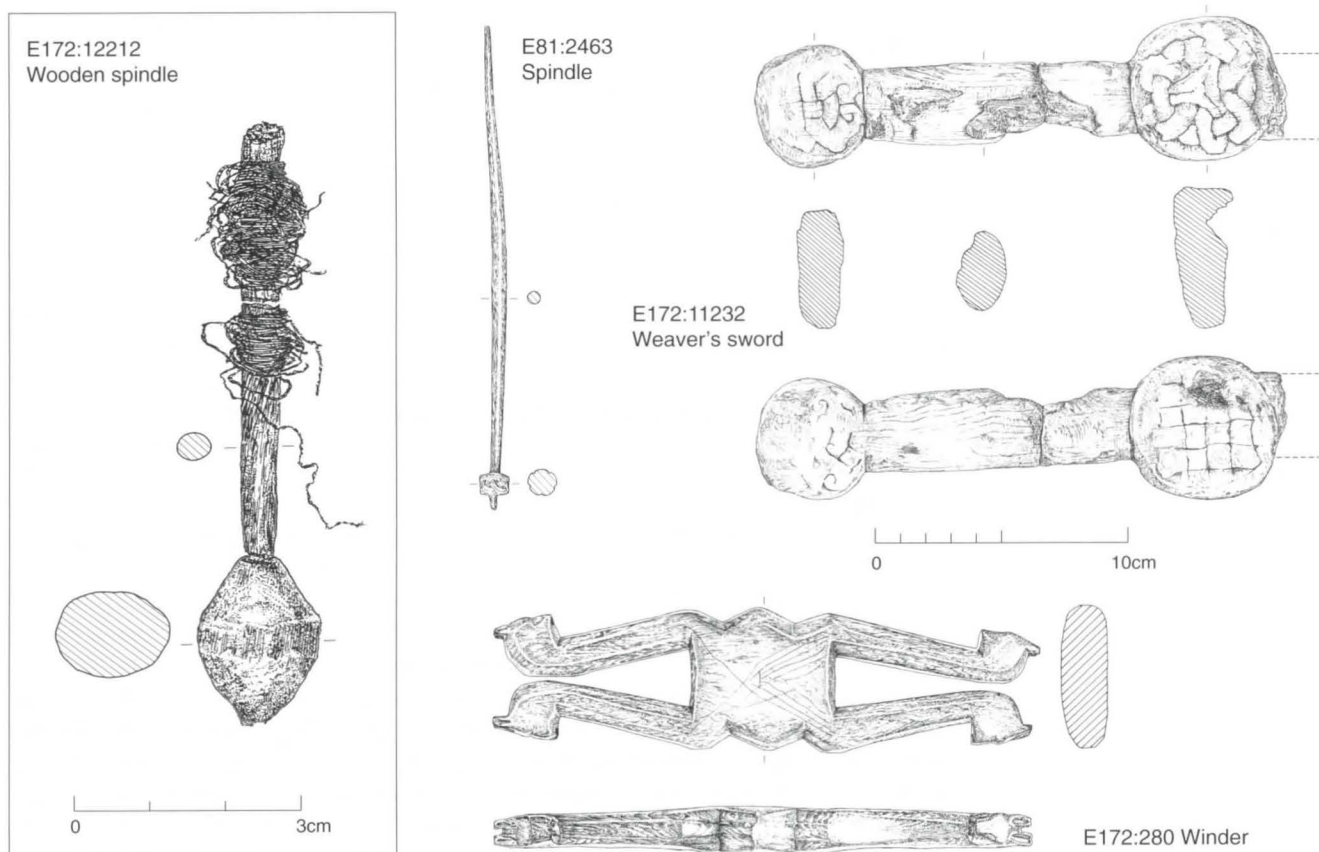 E172:12212
Wooden spindle
0 3cm
E81:2463
Spindle
E172:11232
Weaver's sword
0 10cm
E172:280 Winder